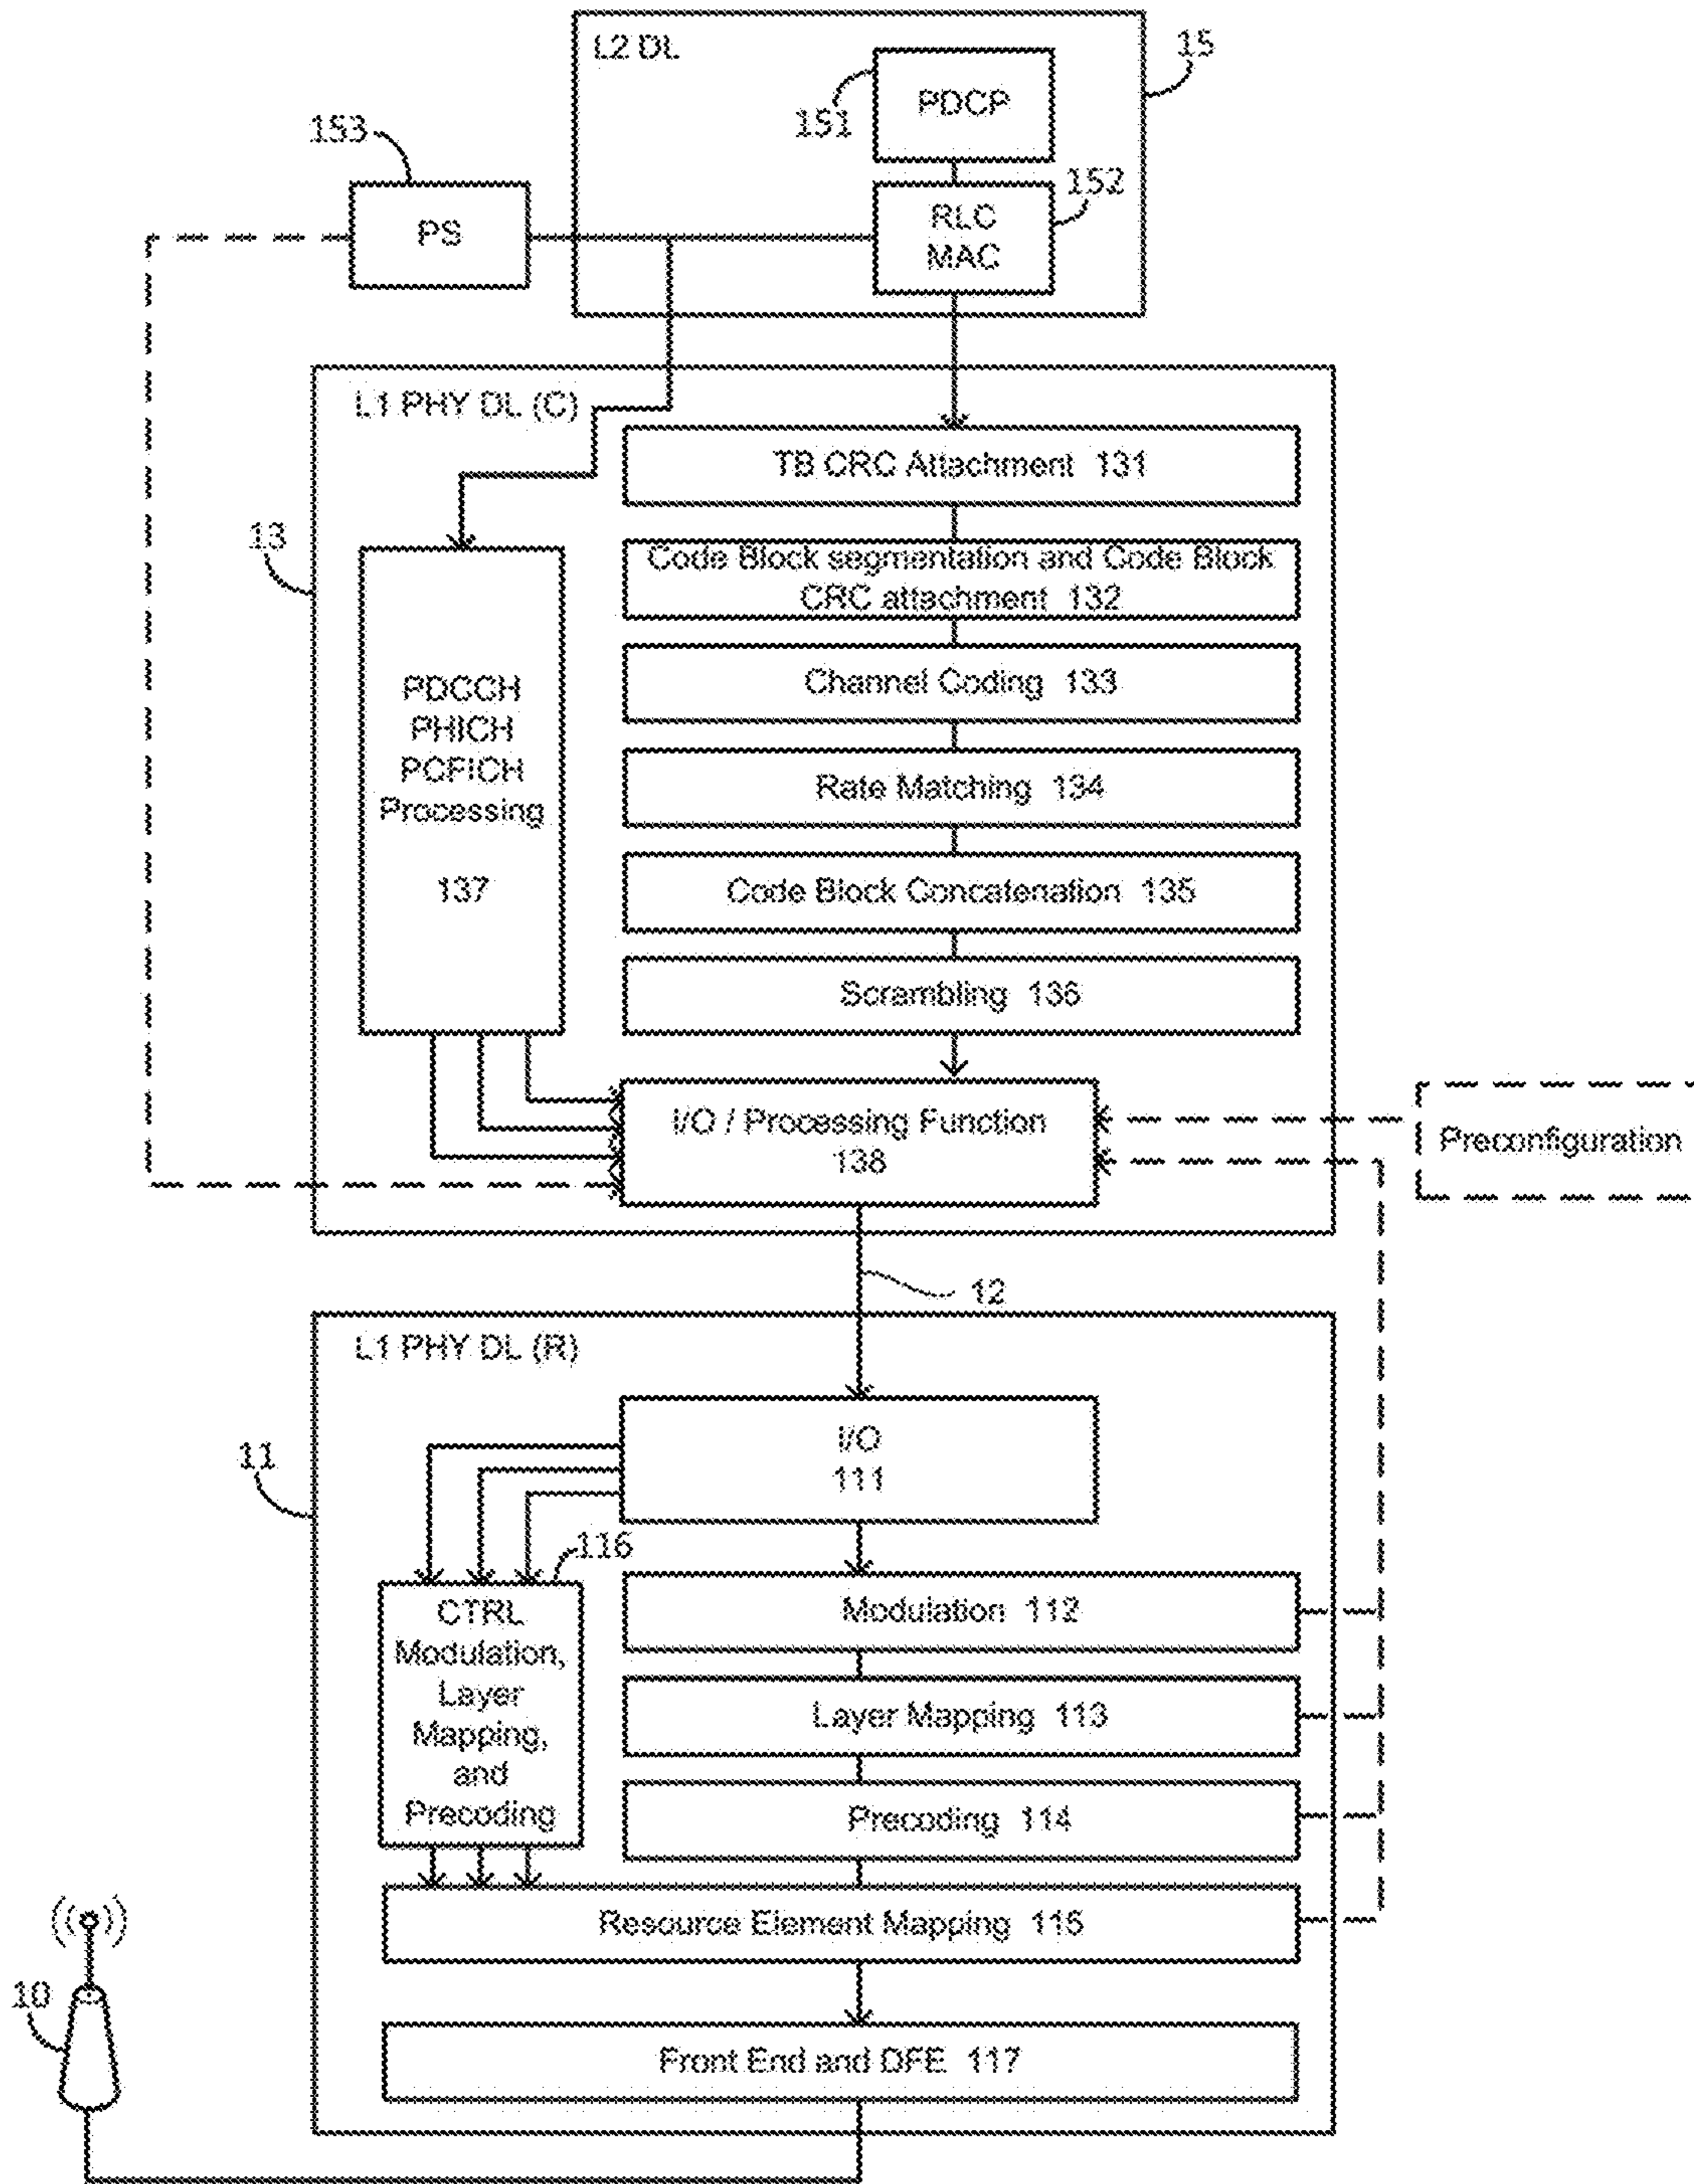 L2 DL
15
PDCP
151
153
152
PS
RLC
MAC
L1 PHY DL (C)
TB CRC Attachment 131
13
Code Block segmentation and Code Block
CRC attachment 132
Channel Coding 133
PDCCH
PHICH
PCFICH
Processing
137
Rate Matching 134
Code Block Concatenation 135
Scrambling 136
I/O / Processing Function
138
Preconfiguration
12
L1 PHY DL (R)
11
I/O
111
116
CTRL
Modulation,
Layer
Mapping,
and
Precoding
Modulation 112
Layer Mapping 113
Precoding 114
Resource Element Mapping 115
10
Front End and DFE 117